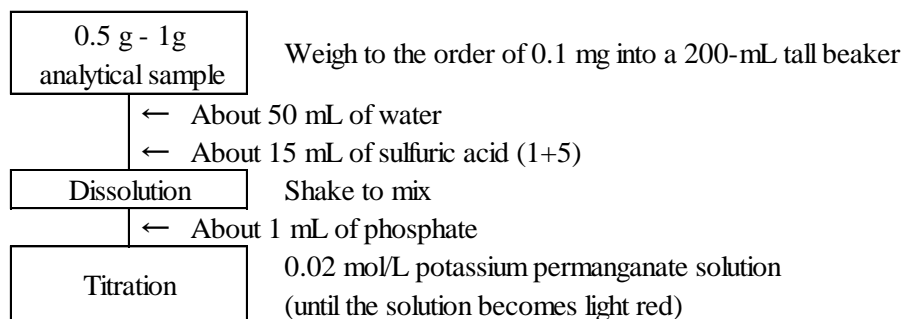 0.5 g - 1g
analytical sample
Weigh to the order of 0.1 mg into a 200-mL tall beaker
← About 50 mL of water
← About 15 mL of sulfuric acid (1+5)
Dissolution
Shake to mix
← About 1 mL of phosphate
Titration
0.02 mol/L potassium permanganate solution
(until the solution becomes light red)